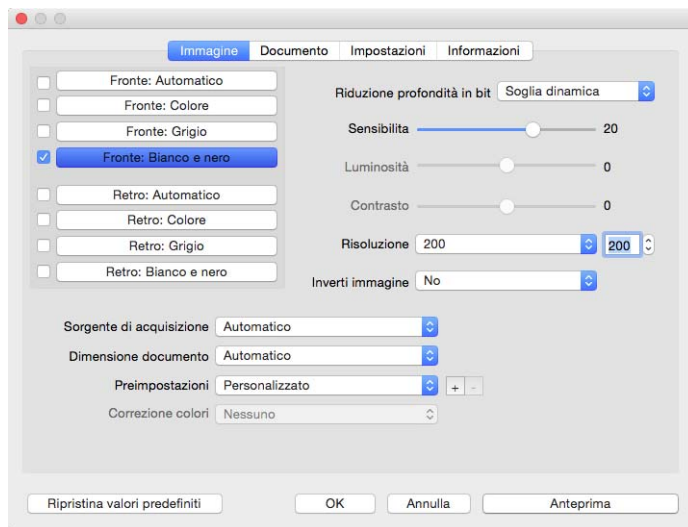 Immagine Documento Impostazioni Informazioni
Fronte: Automatico
Fronte: Colore
Fronte: Grigio
Fronte: Bianco e nero
Retro: Automatico
Retro: Colore
Retro: Grigio
Retro: Bianco e nero
Riduzione profondità in bit Soglia dinamica
Sensibilita 20
Luminosità 0
Contrasto 0
Risoluzione 200 200
Inverti immagine No
Sorgente di acquisizione Automatico
Dimensione documento Automatico
Preimpostazioni Personalizzato + -
Correzione colori Nessuno
Ripristina valori predefiniti OK Annulla Anteprima